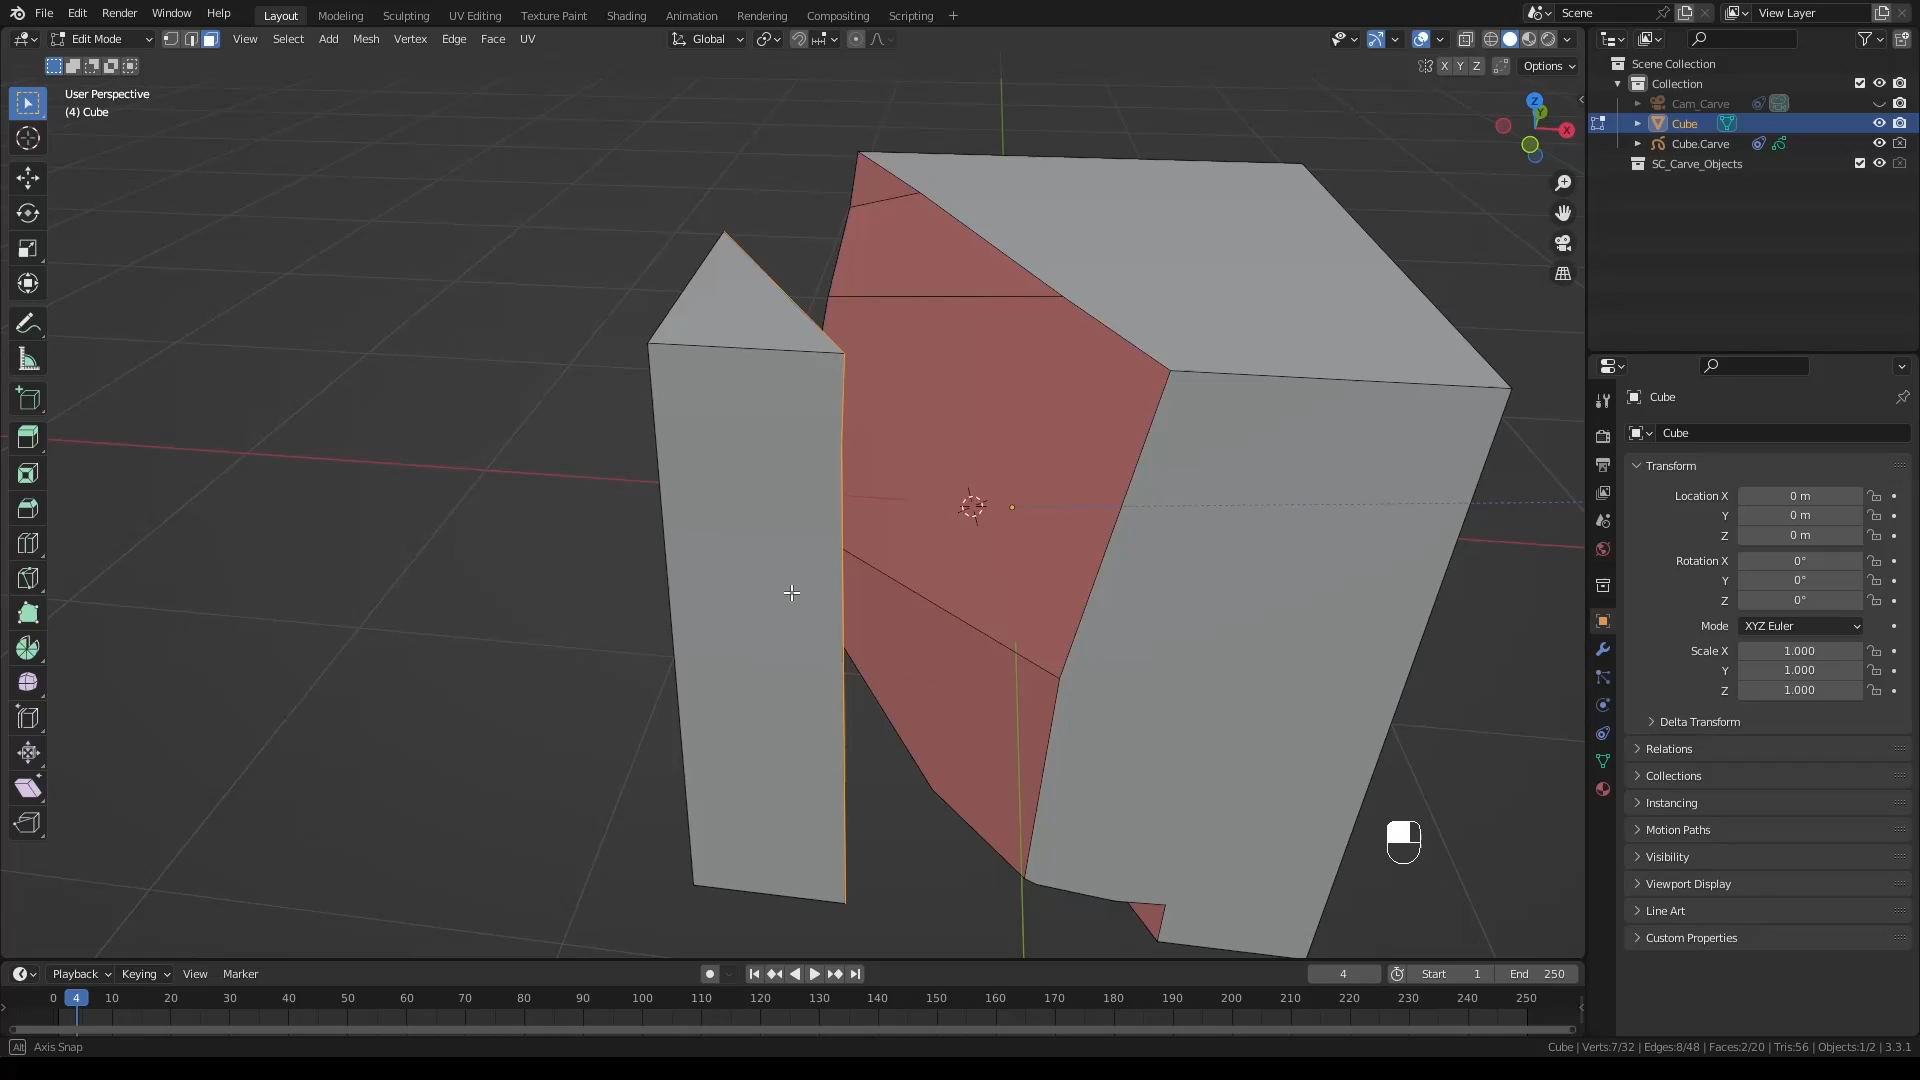 File Edit Render Window Help
Layout Modeling Sculpting UV Editing Texture Paint Shading Animation Rendering Compositing Scripting +
Scene
View Layer
Edit Mode
View Select Add Mesh Vertex Edge Face UV
Global
X Y Z
Options
User Perspective
(4) Cube
Z
Y
X
Scene Collection
Collection
Cam_Carve
Cube
Cube.Carve
SC_Carve_Objects
Cube
Cube
Transform
Location X 0 m
Y 0 m
Z 0 m
Rotation X 0°
Y 0°
Z 0°
Mode XYZ Euler
Scale X 1.000
Y 1.000
Z 1.000
Delta Transform
Relations
Collections
Instancing
Motion Paths
Visibility
Viewport Display
Line Art
Custom Properties
Playback Keying View Marker
4
Start 1
End 250
0 4 10 20 30 40 50 60 70 80 90 100 110 120 130 140 150 160 170 180 190 200 210 220 230 240 250
Alt Axis Snap
Cube | Verts:7/32 | Edges:8/48 | Faces:2/20 | Tris:56 | Objects:1/2 | 3.3.1